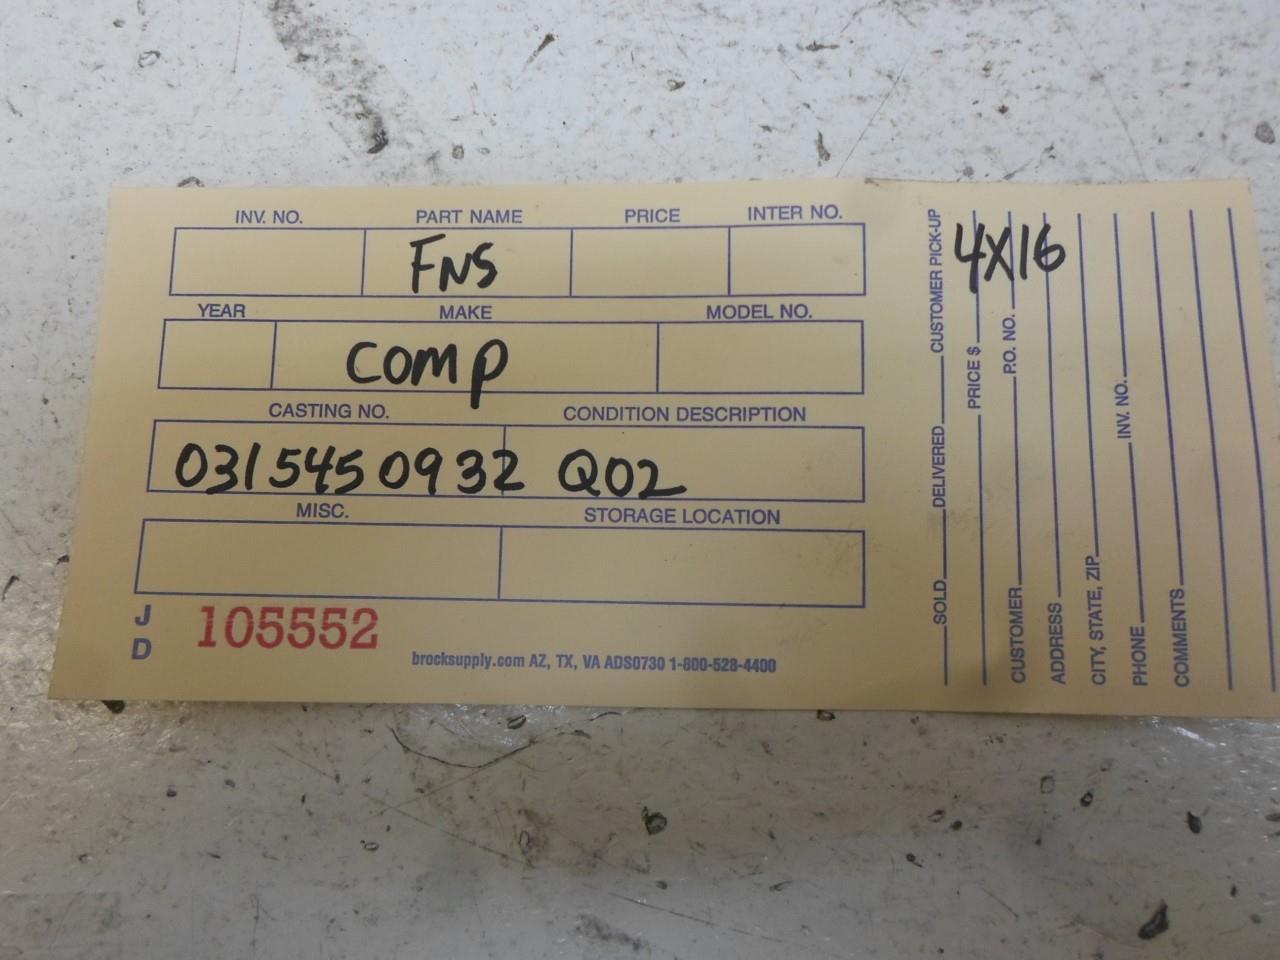 INV. NO. PART NAME PRICE INTER NO.
FNS
YEAR MAKE MODEL NO.
COMP
CASTING NO. CONDITION DESCRIPTION
0315450932 Q02
MISC. STORAGE LOCATION
J
D
105552
brocksupply.com AZ, TX, VA ADS0730 1-800-528-4400
4X16
SOLD DELIVERED CUSTOMER PICK-UP
PRICE $
CUSTOMER P.O. NO.
ADDRESS
CITY, STATE, ZIP
PHONE INV. NO.
COMMENTS